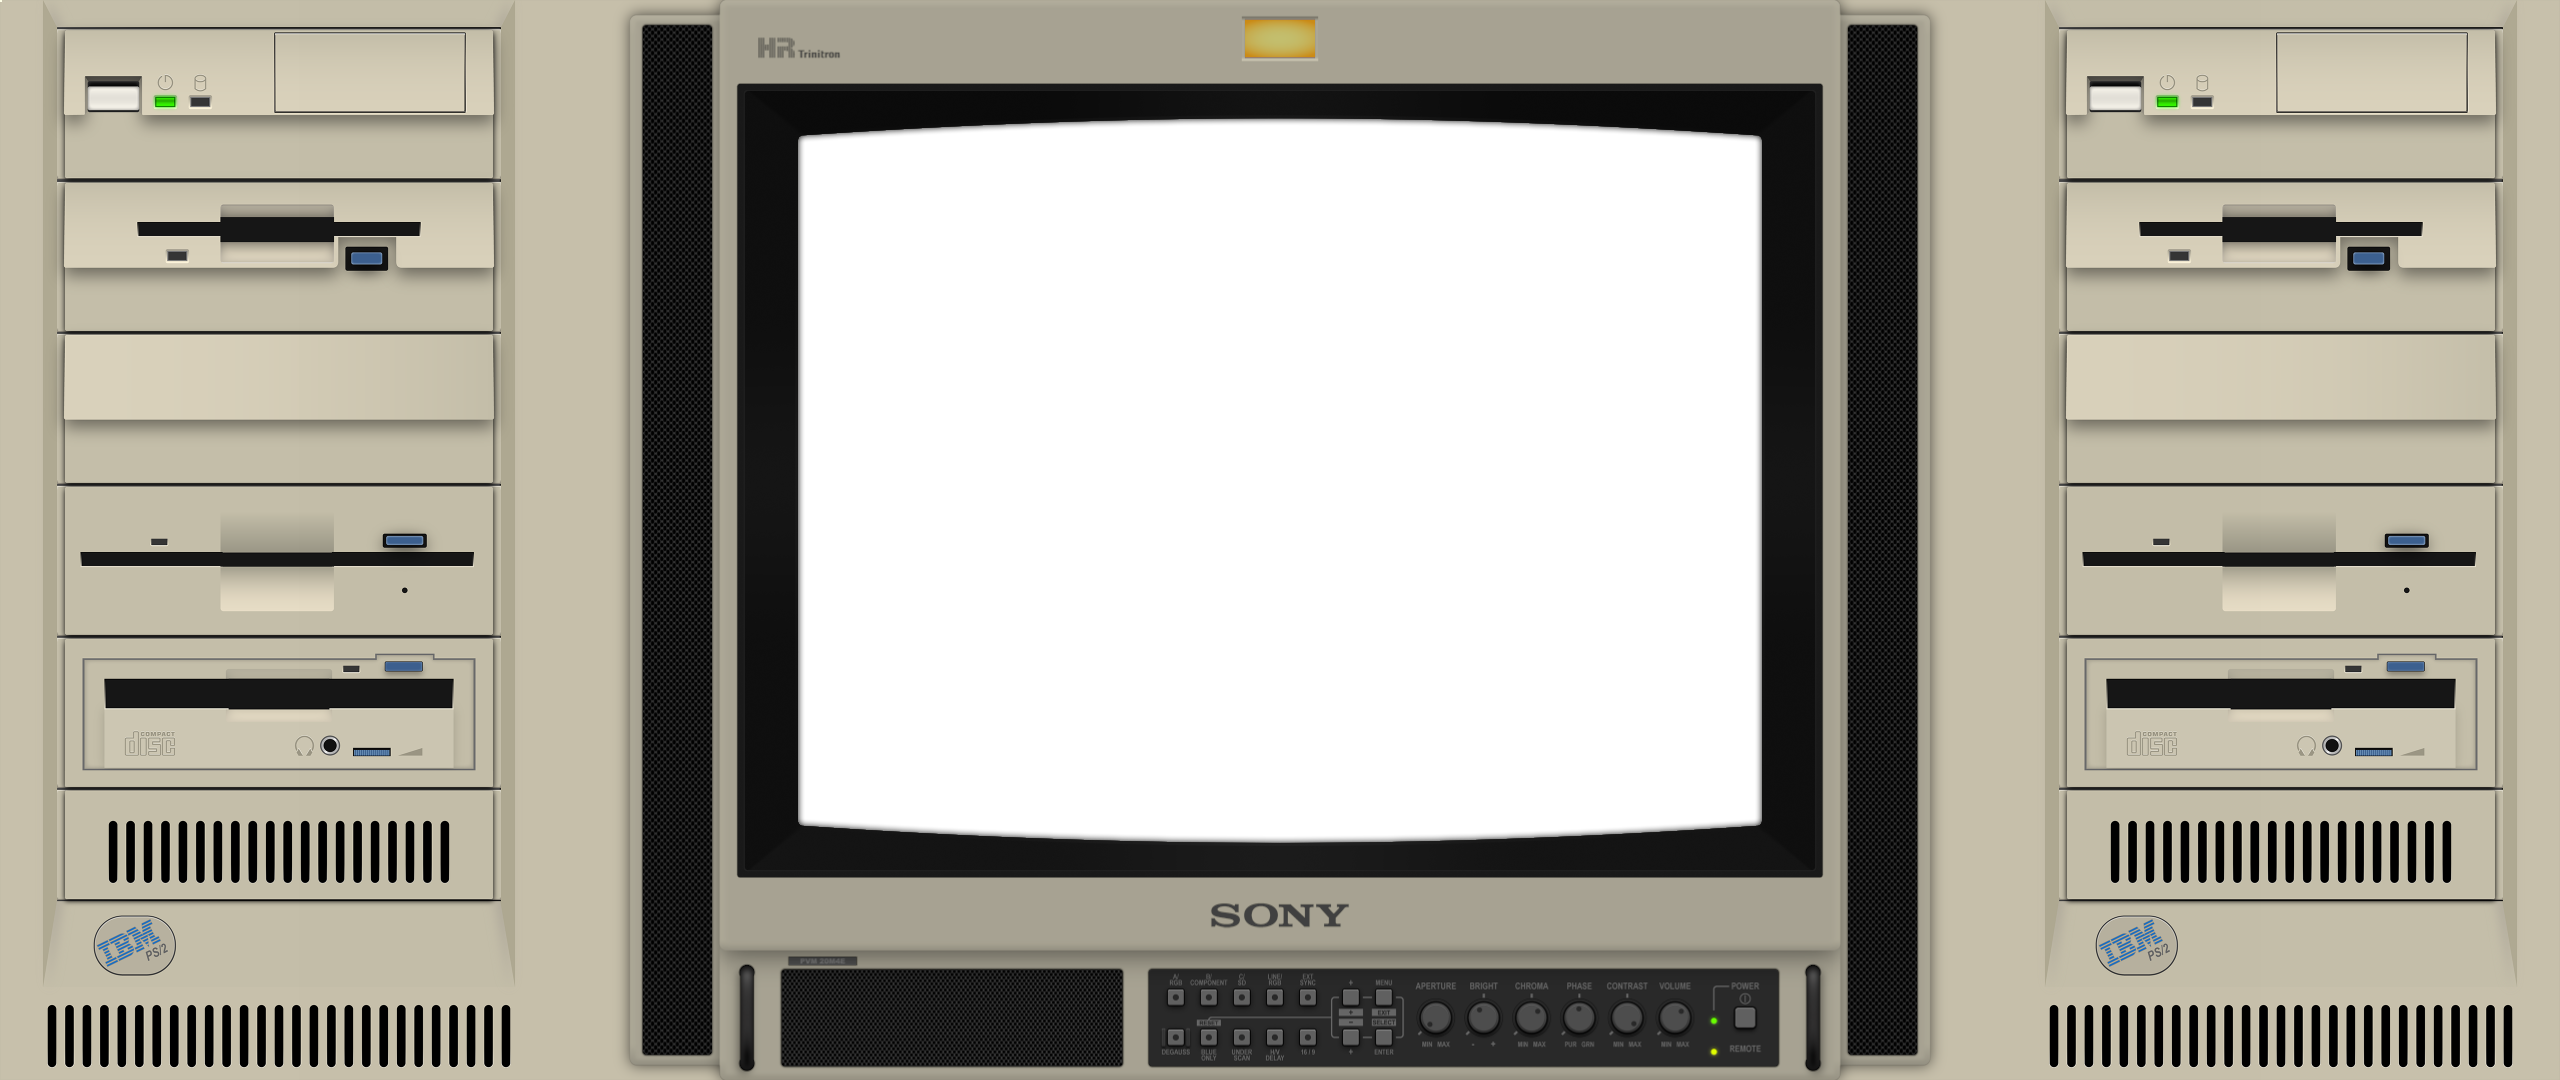 HR Trinitron
COMPACT
disc
IBM
PS/2
SONY
PVM 20M4E
A/
RGB
B/
COMPONENT
C/
SD
LINE/
RGB
EXT
SYNC
MENU
RESET
+
-
EXIT
SELECT
DEGAUSS
BLUE
ONLY
UNDER
SCAN
H/V
DELAY
16 / 9
ENTER
APERTURE
BRIGHT
CHROMA
PHASE
CONTRAST
VOLUME
MIN MAX
- +
MIN MAX
PUR GRN
MIN MAX
MIN MAX
POWER
REMOTE
COMPACT
disc
IBM
PS/2